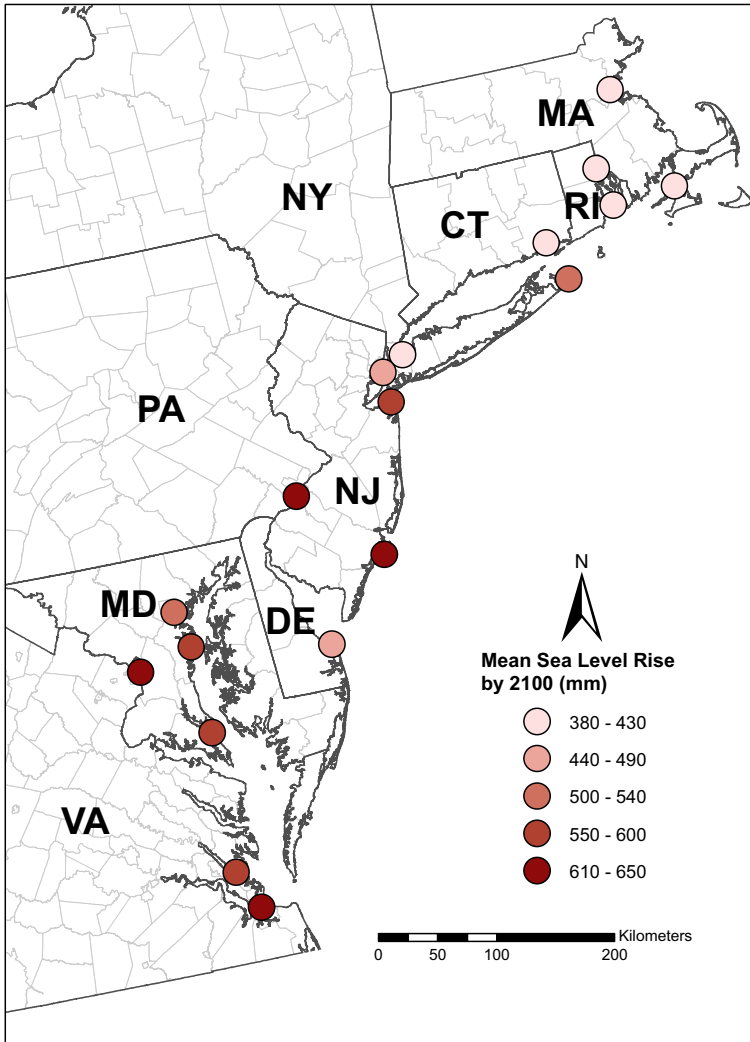 MA
NY
RI
CT
PA
NJ
MD
DE
VA
N
Mean Sea Level Rise
by 2100 (mm)
380 - 430
440 - 490
500 - 540
550 - 600
610 - 650
Kilometers
0 50 100 200